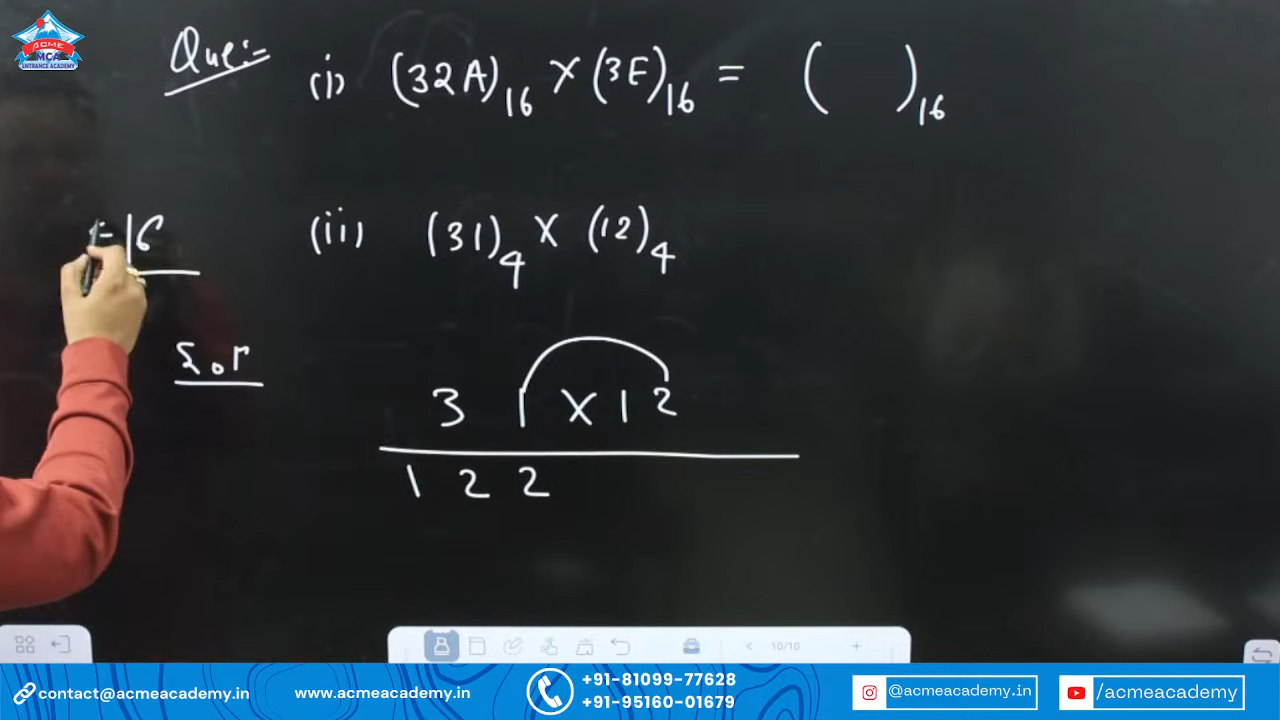 ACME
MCA
ENTRANCE ACADEMY
Que:-
(i) (32A)16 X (3E)16 = ( )16
16
(ii) (31)4 X (12)4
3 1 X 1 2
1 2 2
10/10
contact@acmeacademy.in
www.acmeacademy.in
+91-81099-77628
+91-95160-01679
@acmeacademy.in
/acmeacademy